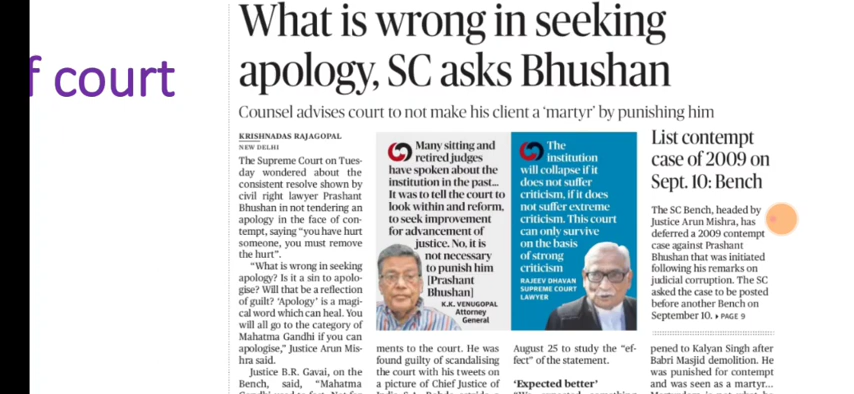 f court
What is wrong in seeking
apology, SC asks Bhushan
Counsel advises court to not make his client a ‘martyr’ by punishing him
KRISHNADAS RAJAGOPAL
NEW DELHI
The Supreme Court on Tues-
day wondered about the
consistent resolve shown by
civil right lawyer Prashant
Bhushan in not tendering an
apology in the face of con-
tempt, saying “you have hurt
someone, you must remove
the hurt”.
“What is wrong in seeking
apology? Is it a sin to apolo-
gise? Will that be a reflection
of guilt? ‘Apology’ is a magi-
cal word which can heal. You
will all go to the category of
Mahatma Gandhi if you can
apologise,” Justice Arun Mis-
hra said.
Justice B.R. Gavai, on the
Bench, said, “Mahatma
Many sitting and
retired judges
have spoken about the
institution in the past...
It was to tell the court to
look within and reform,
to seek improvement
for advancement of
justice. No, it is
not necessary
to punish him
[Prashant
Bhushan]
K.K. VENUGOPAL
Attorney
General
The
institution
will collapse if it
does not suffer
criticism, if it does
not suffer extreme
criticism. This court
can only survive
on the basis
of strong
criticism
RAJEEV DHAVAN
SUPREME COURT
LAWYER
ments to the court. He was
found guilty of scandalising
the court with his tweets on
a picture of Chief Justice of
August 25 to study the “ef-
fect” of the statement.
‘Expected better’
List contempt
case of 2009 on
Sept. 10: Bench
The SC Bench, headed by
Justice Arun Mishra, has
deferred a 2009 contempt
case against Prashant
Bhushan that was initiated
following his remarks on
judicial corruption. The SC
asked the case to be posted
before another Bench on
September 10. ▸ PAGE 9
pened to Kalyan Singh after
Babri Masjid demolition. He
was punished for contempt
and was seen as a martyr...